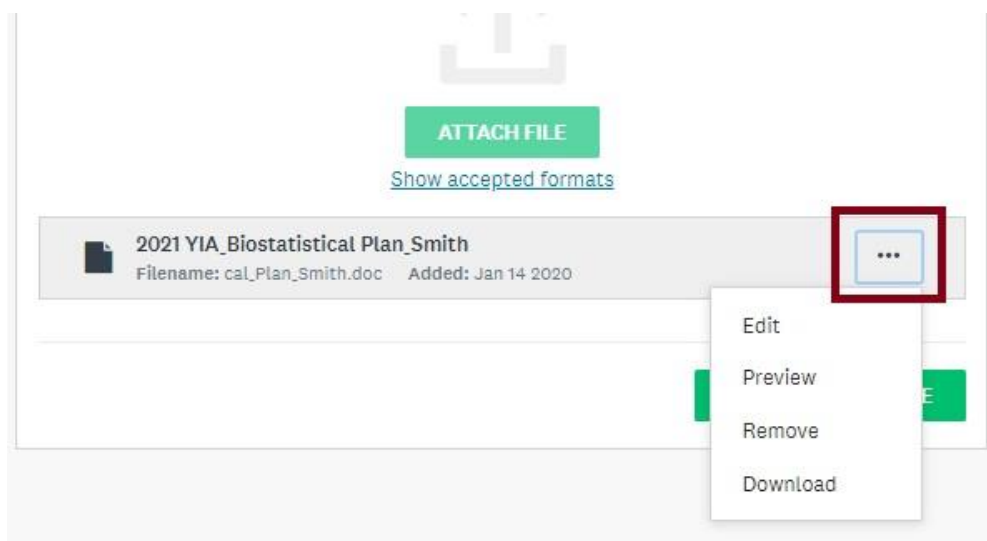 ATTACH FILE
Show accepted formats
2021 YIA_Biostatistical Plan_Smith
Filename: cal_Plan_Smith.doc Added: Jan 14 2020
...
Edit
Preview
E
Remove
Download